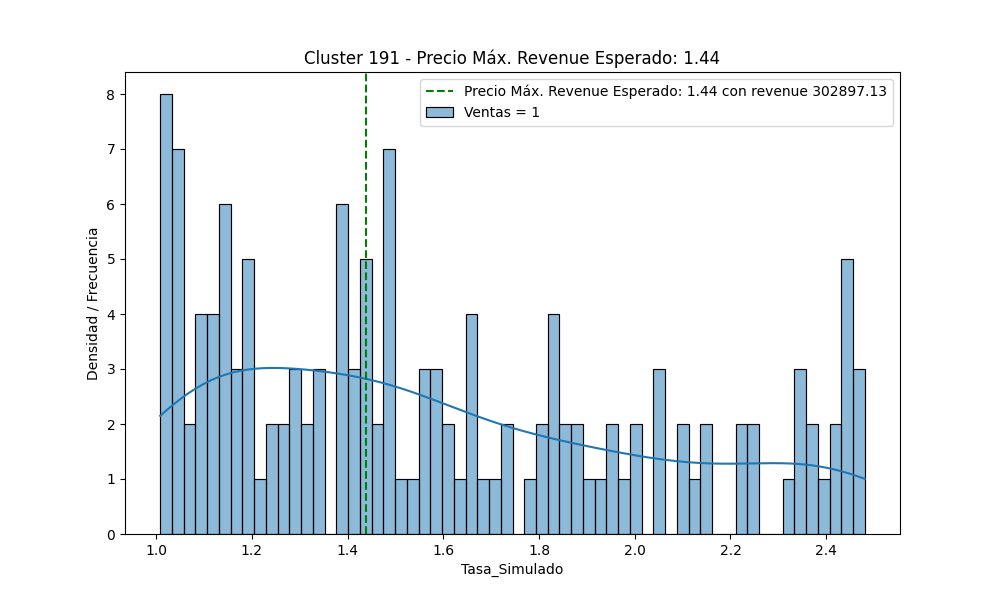 Cluster 191 - Precio Máx. Revenue Esperado: 1.44
Precio Máx. Revenue Esperado: 1.44 con revenue 302897.13
Ventas = 1
Densidad / Frecuencia
8
7
6
5
4
3
2
1
0
1.0 1.2 1.4 1.6 1.8 2.0 2.2 2.4
Tasa_Simulado